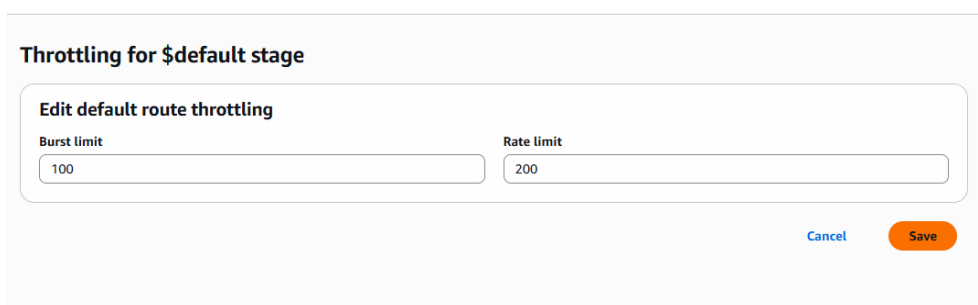 Throttling for $default stage
Edit default route throttling
Burst limit
Rate limit
100
200
Cancel
Save